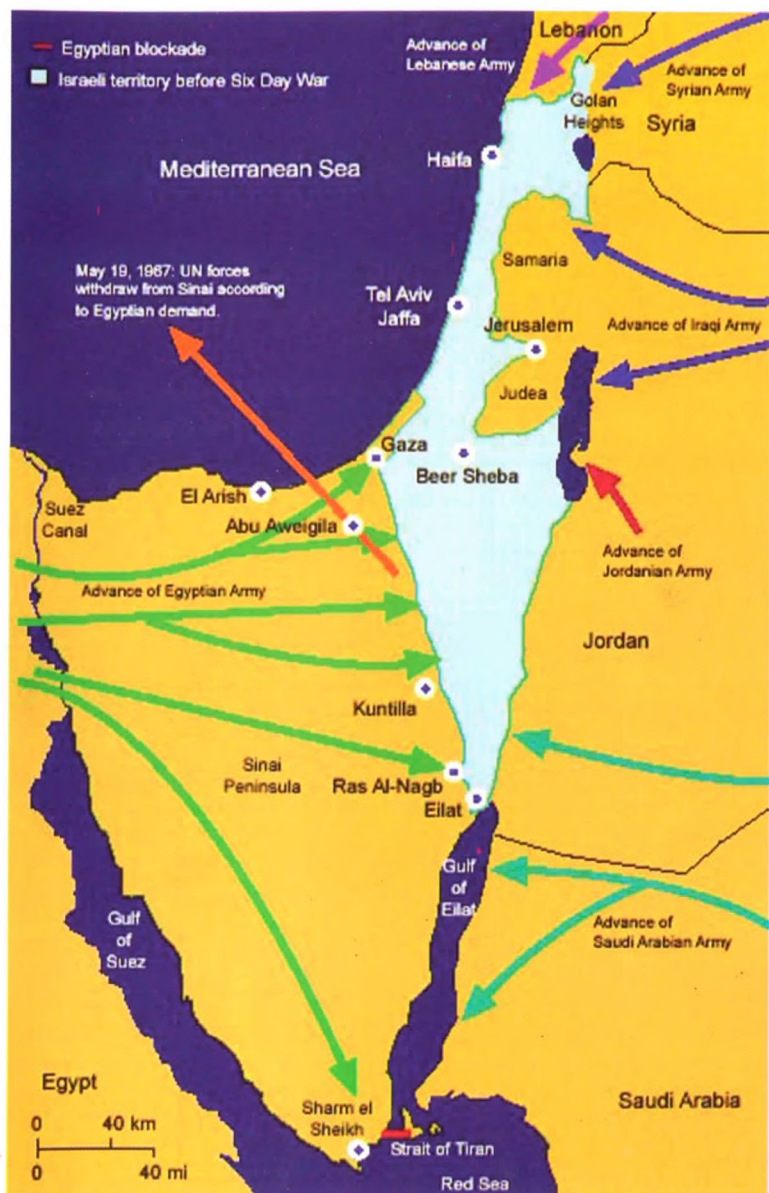 Egyptian blockade
Israeli territory before Six Day War
Lebanon
Advance of
Lebanese Army
Advance of
Syrian Army
Golan
Heights
Syria
Mediterranean Sea
Haifa
May 19, 1967: UN forces
withdraw from Sinai according
to Egyptian demand.
Samaria
Tel Aviv
Jaffa
Jerusalem
Advance of Iraqi Army
Judea
Gaza
Beer Sheba
El Arish
Suez
Canal
Abu Aweigila
Advance of
Jordanian Army
Advance of Egyptian Army
Jordan
Kuntilla
Sinai
Peninsula
Ras Al-Nagb
Eilat
Gulf
of
Eilat
Gulf
of
Suez
Advance of
Saudi Arabian Army
Egypt
Saudi Arabia
Sharm el
Sheikh
0 40 km
0 40 mi
Strait of Tiran
Red Sea